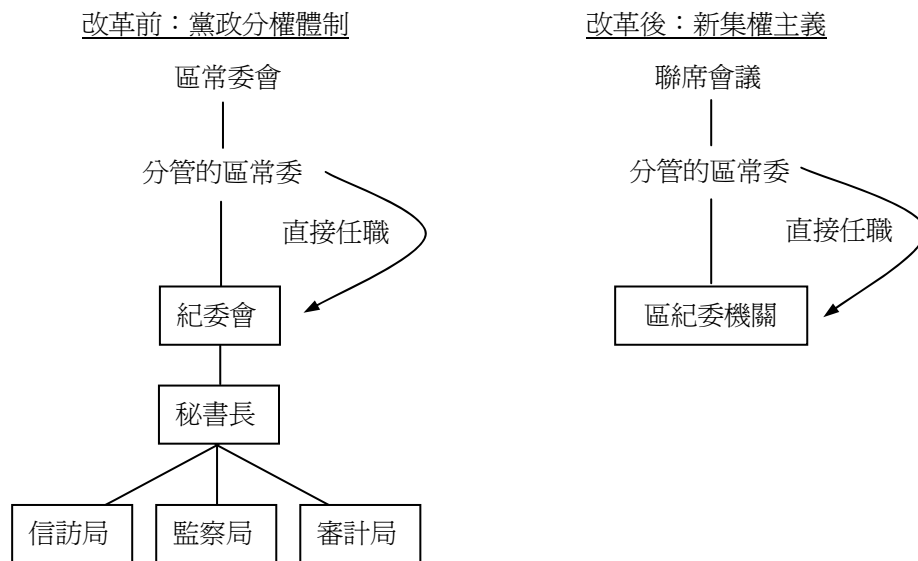 改革前：黨政分權體制
區常委會
分管的區常委
直接任職
紀委會
秘書長
信訪局 監察局 審計局
改革後：新集權主義
聯席會議
分管的區常委
直接任職
區紀委機關